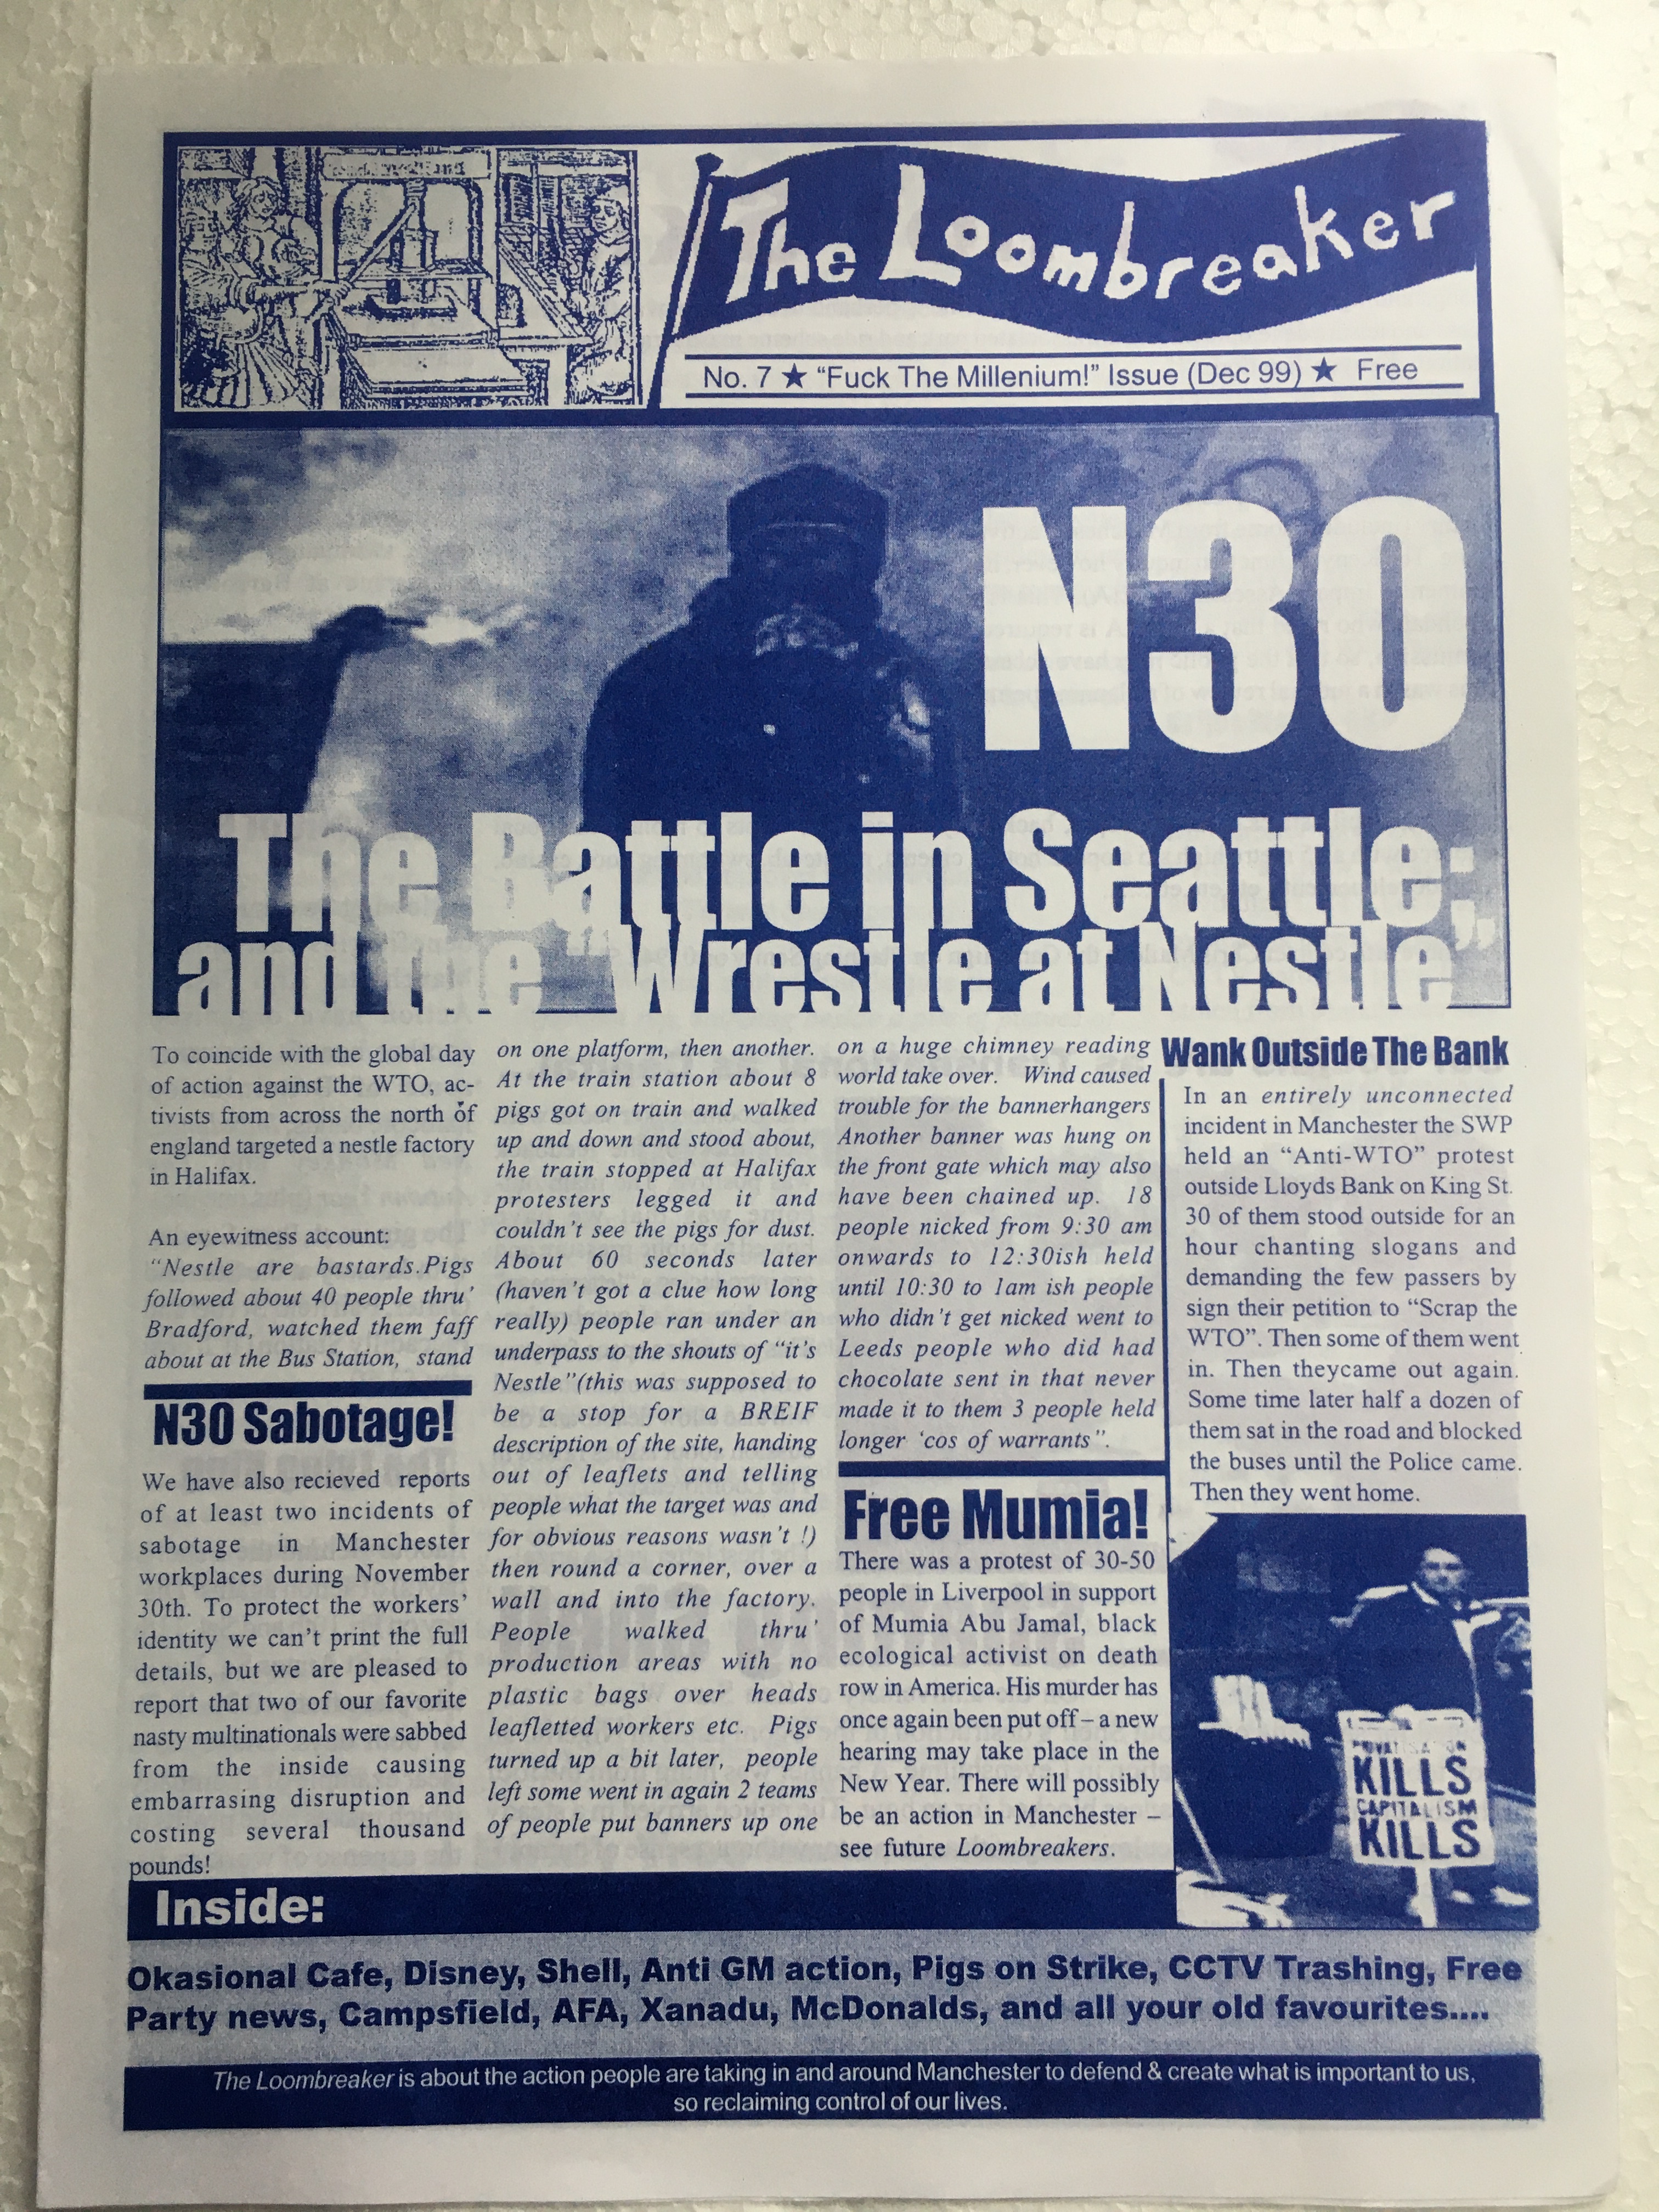 The Loombreaker
No. 7 ★ “Fuck The Millenium!” Issue (Dec 99) ★ Free
N30
The Battle in Seattle;
and the “Wrestle at Nestle”
To coincide with the global day
of action against the WTO, ac-
tivists from across the north of
england targeted a nestle factory
in Halifax.
An eyewitness account:
“Nestle are bastards.Pigs
followed about 40 people thru’
Bradford, watched them faff
about at the Bus Station, stand
on one platform, then another.
At the train station about 8
pigs got on train and walked
up and down and stood about,
the train stopped at Halifax
protesters legged it and
couldn’t see the pigs for dust.
About 60 seconds later
(haven’t got a clue how long
really) people ran under an
underpass to the shouts of “it’s
Nestle”(this was supposed to
be a stop for a BREIF
description of the site, handing
out of leaflets and telling
people what the target was and
for obvious reasons wasn’t !)
then round a corner, over a
wall and into the factory.
People walked thru’
production areas with no
plastic bags over heads
leafletted workers etc. Pigs
turned up a bit later, people
left some went in again 2 teams
of people put banners up one
on a huge chimney reading
world take over. Wind caused
trouble for the bannerhangers
Another banner was hung on
the front gate which may also
have been chained up. 18
people nicked from 9:30 am
onwards to 12:30ish held
until 10:30 to 1am ish people
who didn’t get nicked went to
Leeds people who did had
chocolate sent in that never
made it to them 3 people held
longer ‘cos of warrants”.
N30 Sabotage!
We have also recieved reports
of at least two incidents of
sabotage in Manchester
workplaces during November
30th. To protect the workers’
identity we can’t print the full
details, but we are pleased to
report that two of our favorite
nasty multinationals were sabbed
from the inside causing
embarrasing disruption and
costing several thousand
pounds!
Free Mumia!
There was a protest of 30-50
people in Liverpool in support
of Mumia Abu Jamal, black
ecological activist on death
row in America. His murder has
once again been put off – a new
hearing may take place in the
New Year. There will possibly
be an action in Manchester –
see future Loombreakers.
Wank Outside The Bank
In an entirely unconnected
incident in Manchester the SWP
held an “Anti-WTO” protest
outside Lloyds Bank on King St.
30 of them stood outside for an
hour chanting slogans and
demanding the few passers by
sign their petition to “Scrap the
WTO”. Then some of them went
in. Then theycame out again.
Some time later half a dozen of
them sat in the road and blocked
the buses until the Police came.
Then they went home.
PRIVATISATION
KILLS
CAPITALISM
KILLS
Inside:
Okasional Cafe, Disney, Shell, Anti GM action, Pigs on Strike, CCTV Trashing, Free
Party news, Campsfield, AFA, Xanadu, McDonalds, and all your old favourites....
The Loombreaker is about the action people are taking in and around Manchester to defend & create what is important to us,
so reclaiming control of our lives.